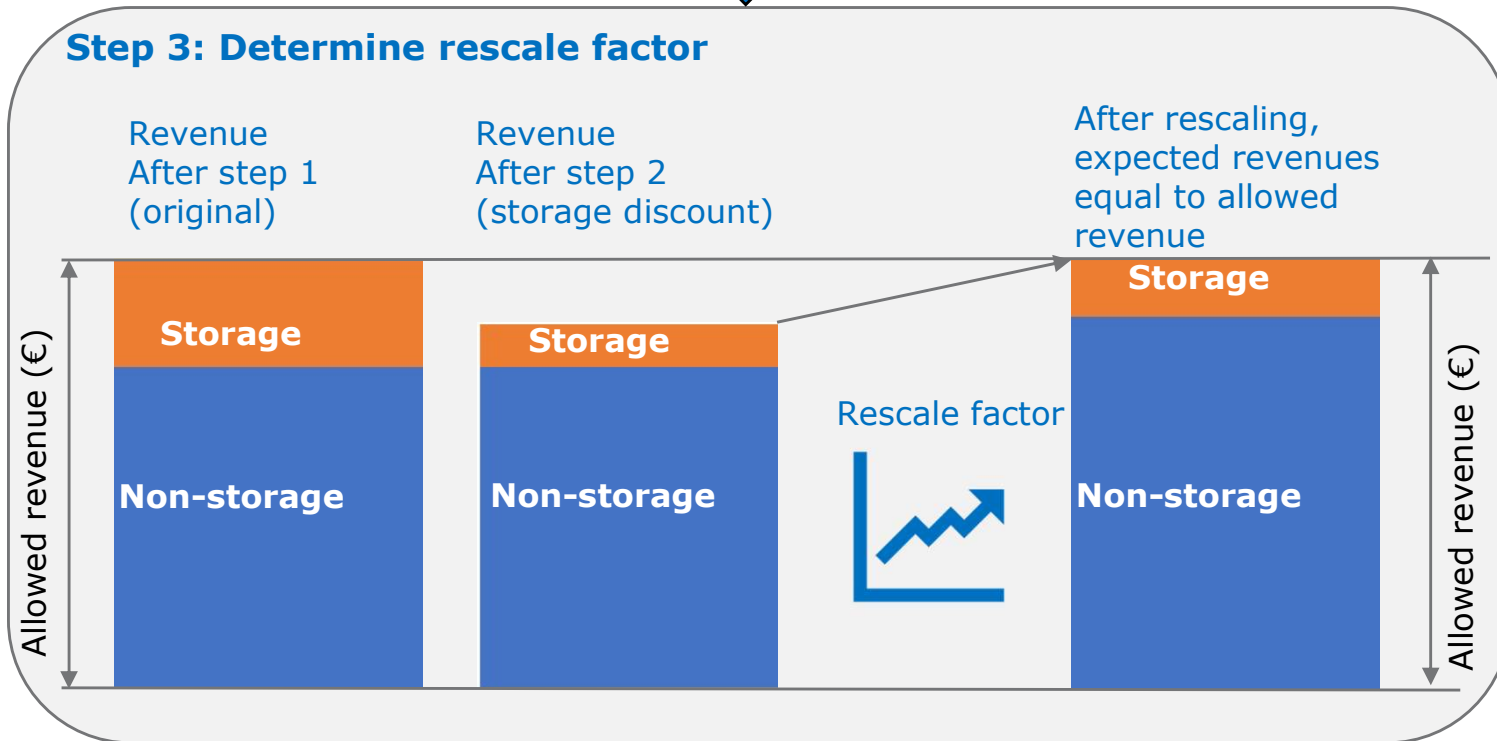 Step 3: Determine rescale factor
Revenue
After step 1
(original)
Revenue
After step 2
(storage discount)
After rescaling,
expected revenues
equal to allowed
revenue
Allowed revenue (€)
Storage
Non-storage
Storage
Non-storage
Rescale factor
Storage
Non-storage
Allowed revenue (€)